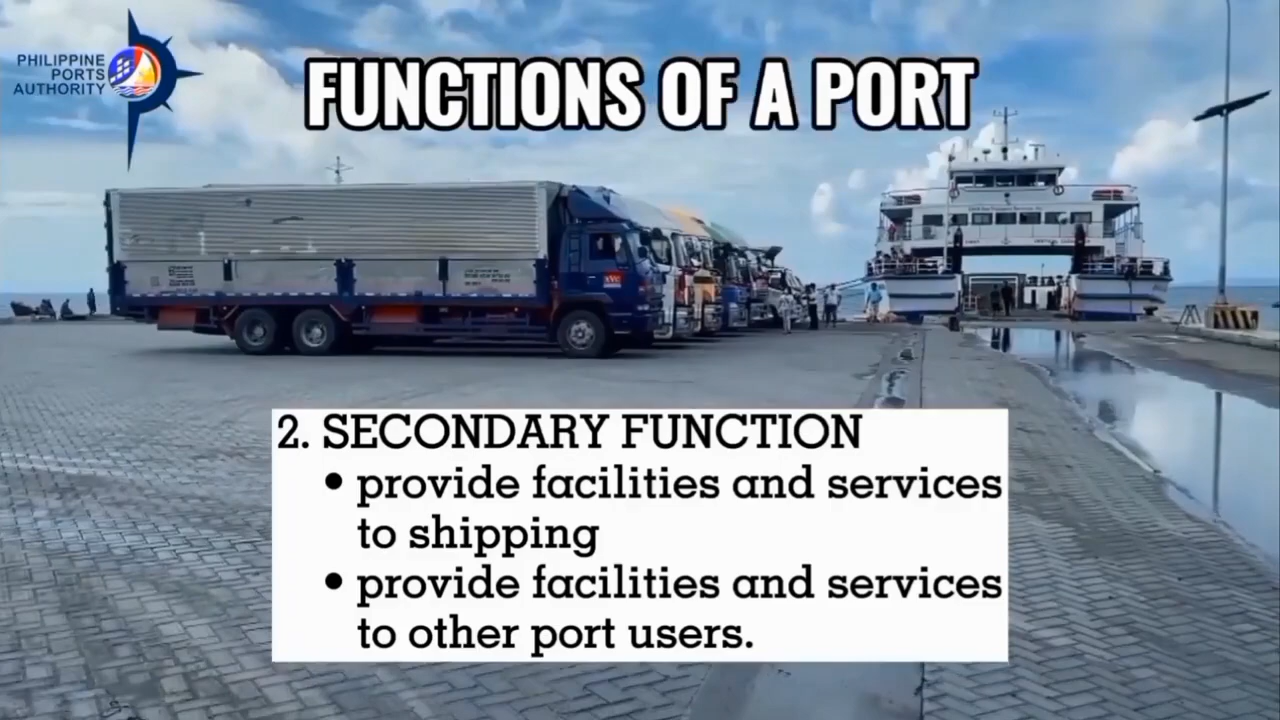 PHILIPPINE
PORTS
AUTHORITY
FUNCTIONS OF A PORT
2. SECONDARY FUNCTION
• provide facilities and services
to shipping
• provide facilities and services
to other port users.